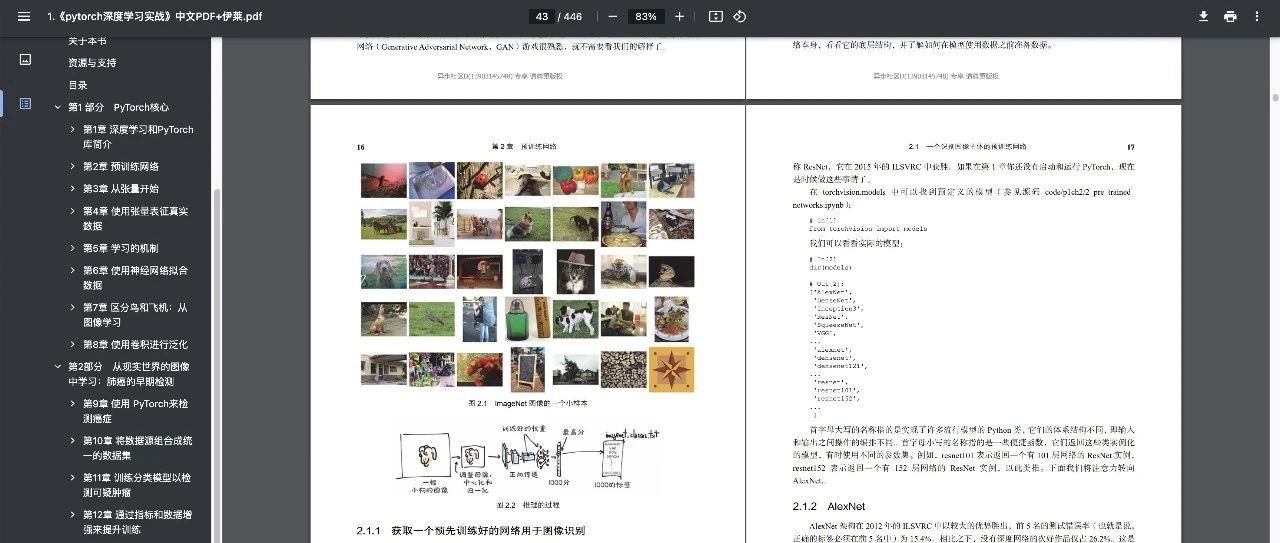 1.《pytorch深度学习实战》中文PDF+伊莱.pdf
43 / 446
83%
关于本书
资源与支持
目录
第1 部分 PyTorch核心
第1章 深度学习和PyTorch
库简介
第2章 预训练网络
第3章 从张量开始
第4章 使用张量表征真实
数据
第5章 学习的机制
第6章 使用神经网络拟合
数据
第7章 区分鸟和飞机：从
图像学习
第8章 使用卷积进行泛化
第2部分 从现实世界的图像
中学习：肺癌的早期检测
第9章 使用 PyTorch来检
测癌症
第10章 将数据源组合成统
一的数据集
第11章 训练分类模型以检
测可疑肿瘤
第12章 通过指标和数据增
强来提升训练
网络（Generative Adversarial Network，GAN）游戏很熟悉，就不需要看我们的解释了。
异步社区ID(13903145748) 专享 请尊重版权
16 第 2 章 预训练网络
图 2.1 ImageNet 图像的一个小样本
训练好的权重
最高分
一幅
小狗的图像
调整图像，
中心化和
归一化
正向传递
1000分
1000的标签
图 2.2 推理的过程
2.1.1 获取一个预先训练好的网络用于图像识别
络本身，看看它的底层结构，并了解如何在模型使用数据之前准备数据。
异步社区ID(13903145748) 专享 请尊重版权
2.1 一个识别图像主体的预训练网络 17
称 ResNet，它在 2015 年的 ILSVRC 中获胜。如果在第 1 章你还没有启动和运行 PyTorch，现在
是时候做这些事情了。
在 torchvision.models 中可以找到预定义的模型（参见源码 code/p1ch2/2_pre_trained_
networks.ipynb）：
# In[1]
from torchvision import models
我们可以看看实际的模型：
# In[2]
dir(models)
# Out[2]:
['AlexNet',
'DenseNet',
'Inception3',
'ResNet',
'SqueezeNet',
'VGG',
...
'alexnet',
'densenet',
'densenet121',
...
'resnet',
'resnet101',
'resnet152',
...
]
首字母大写的名称指的是实现了许多流行模型的 Python 类，它们的体系结构不同，即输入
和输出之间操作的编排不同。首字母小写的名称指的是一些便捷函数，它们返回这些类实例化
的模型，有时使用不同的参数集。例如，resnet101 表示返回一个有 101 层网络的 ResNet 实例，
resnet152 表示返回一个有 152 层网络的 ResNet 实例，以此类推。下面我们将注意力转向
AlexNet。
2.1.2 AlexNet
AlexNet 架构在 2012 年的 ILSVRC 中以较大的优势胜出，前 5 名的测试错误率（也就是说，
正确的标签必须在前 5 名中）为 15.4%。相比之下，没有深度网络的次好作品仅占 26.2%。这是